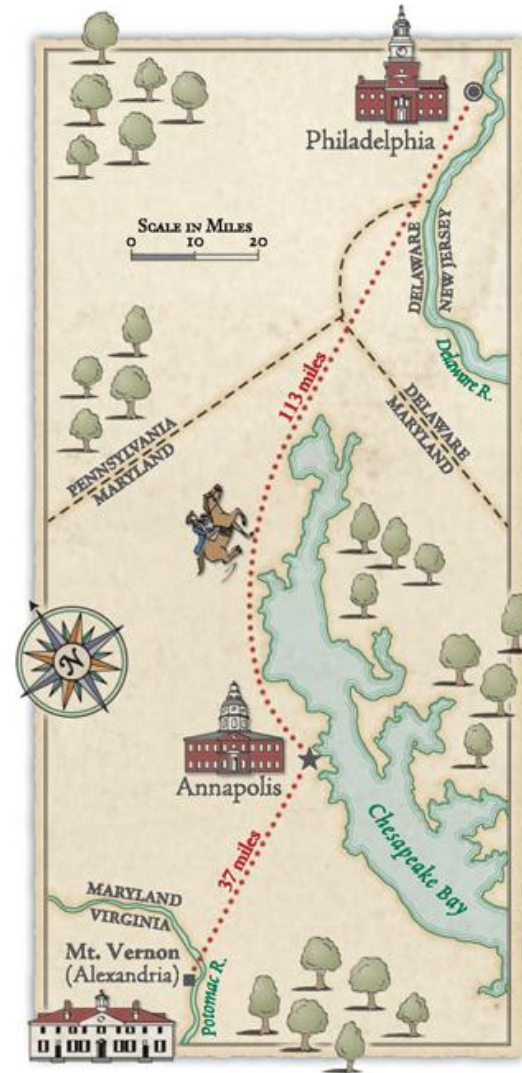 Philadelphia
SCALE IN MILES
0 10 20
DELAWARE
NEW JERSEY
Delaware R.
113 miles
PENNSYLVANIA
MARYLAND
DELAWARE
MARYLAND
N
Annapolis
Chesapeake Bay
37 miles
MARYLAND
VIRGINIA
Mt. Vernon
(Alexandria)
Potomac R.